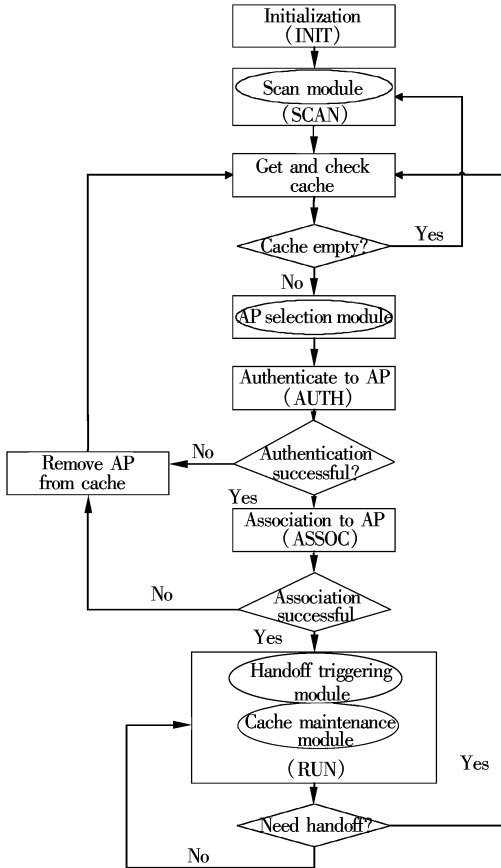 Initialization
(INIT)
Scan module
(SCAN)
Get and check
cache
Cache empty?
Yes
No
AP selection module
Authenticate to AP
(AUTH)
Authentication
successful?
No
Remove AP
from cache
Yes
Association to AP
(ASSOC)
No
Association
successful
Yes
Handoff triggering
module
Cache maintenance
module
(RUN)
Yes
Need handoff?
No